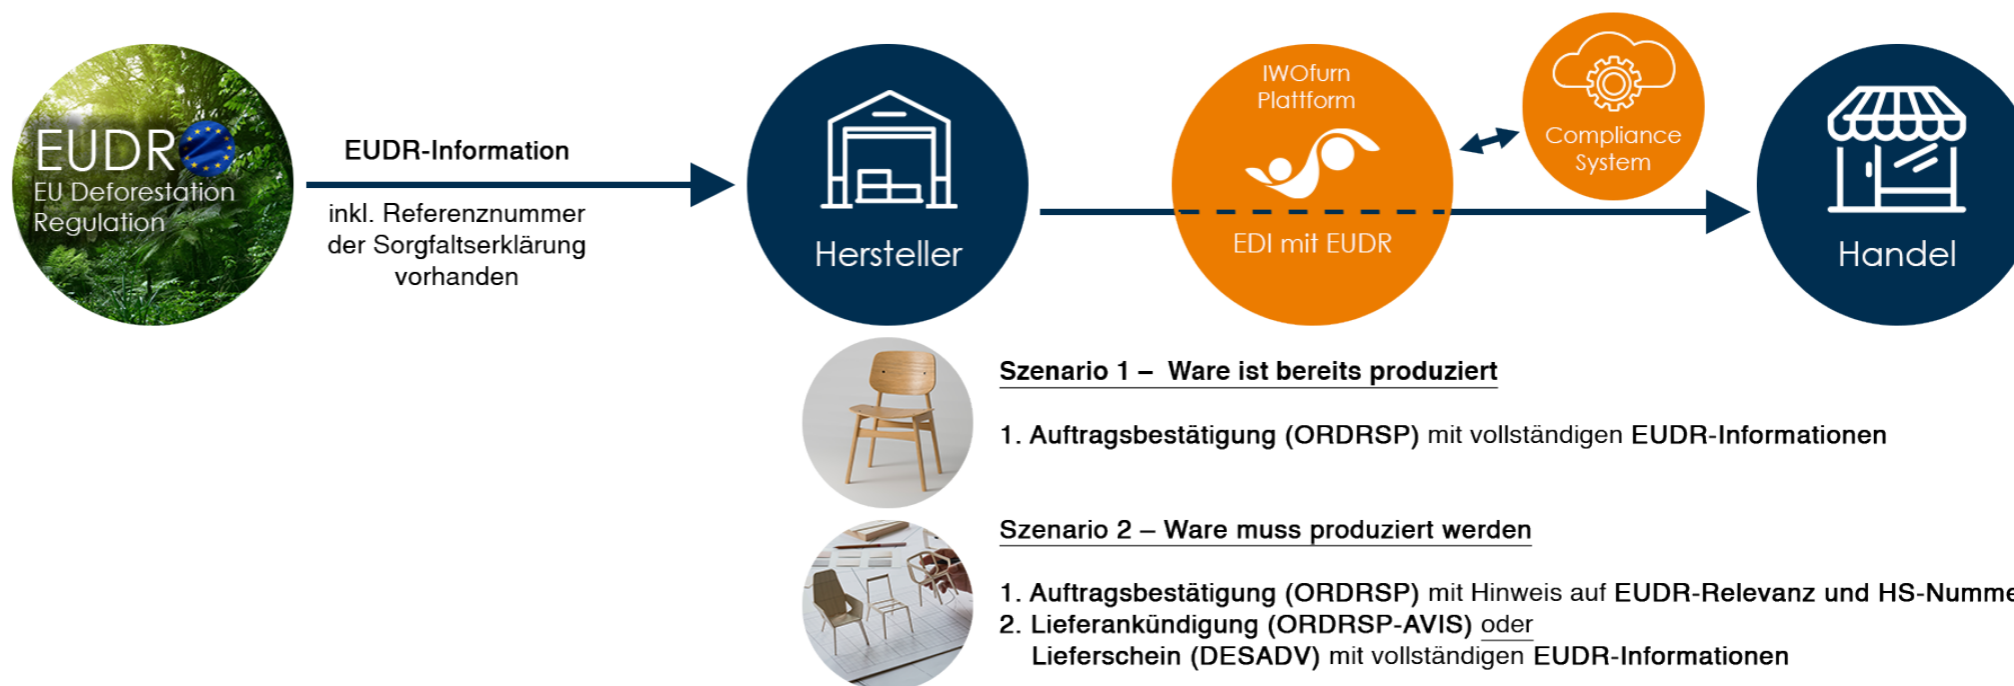 EUDR
EU Deforestation
Regulation
EUDR-Information
inkl. Referenznummer
der Sorgfaltserklärung
vorhanden
Hersteller
IWOfurn
Plattform
EDI mit EUDR
Compliance
System
Handel
Szenario 1 – Ware ist bereits produziert
1. Auftragsbestätigung (ORDRSP) mit vollständigen EUDR-Informationen
Szenario 2 – Ware muss produziert werden
1. Auftragsbestätigung (ORDRSP) mit Hinweis auf EUDR-Relevanz und HS-Numme
2. Lieferankündigung (ORDRSP-AVIS) oder
Lieferschein (DESADV) mit vollständigen EUDR-Informationen